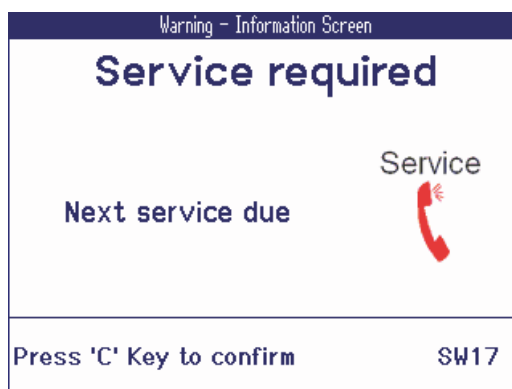 Warning - Information Screen
Service required
Service
Next service due
Press 'C' Key to confirm SW17